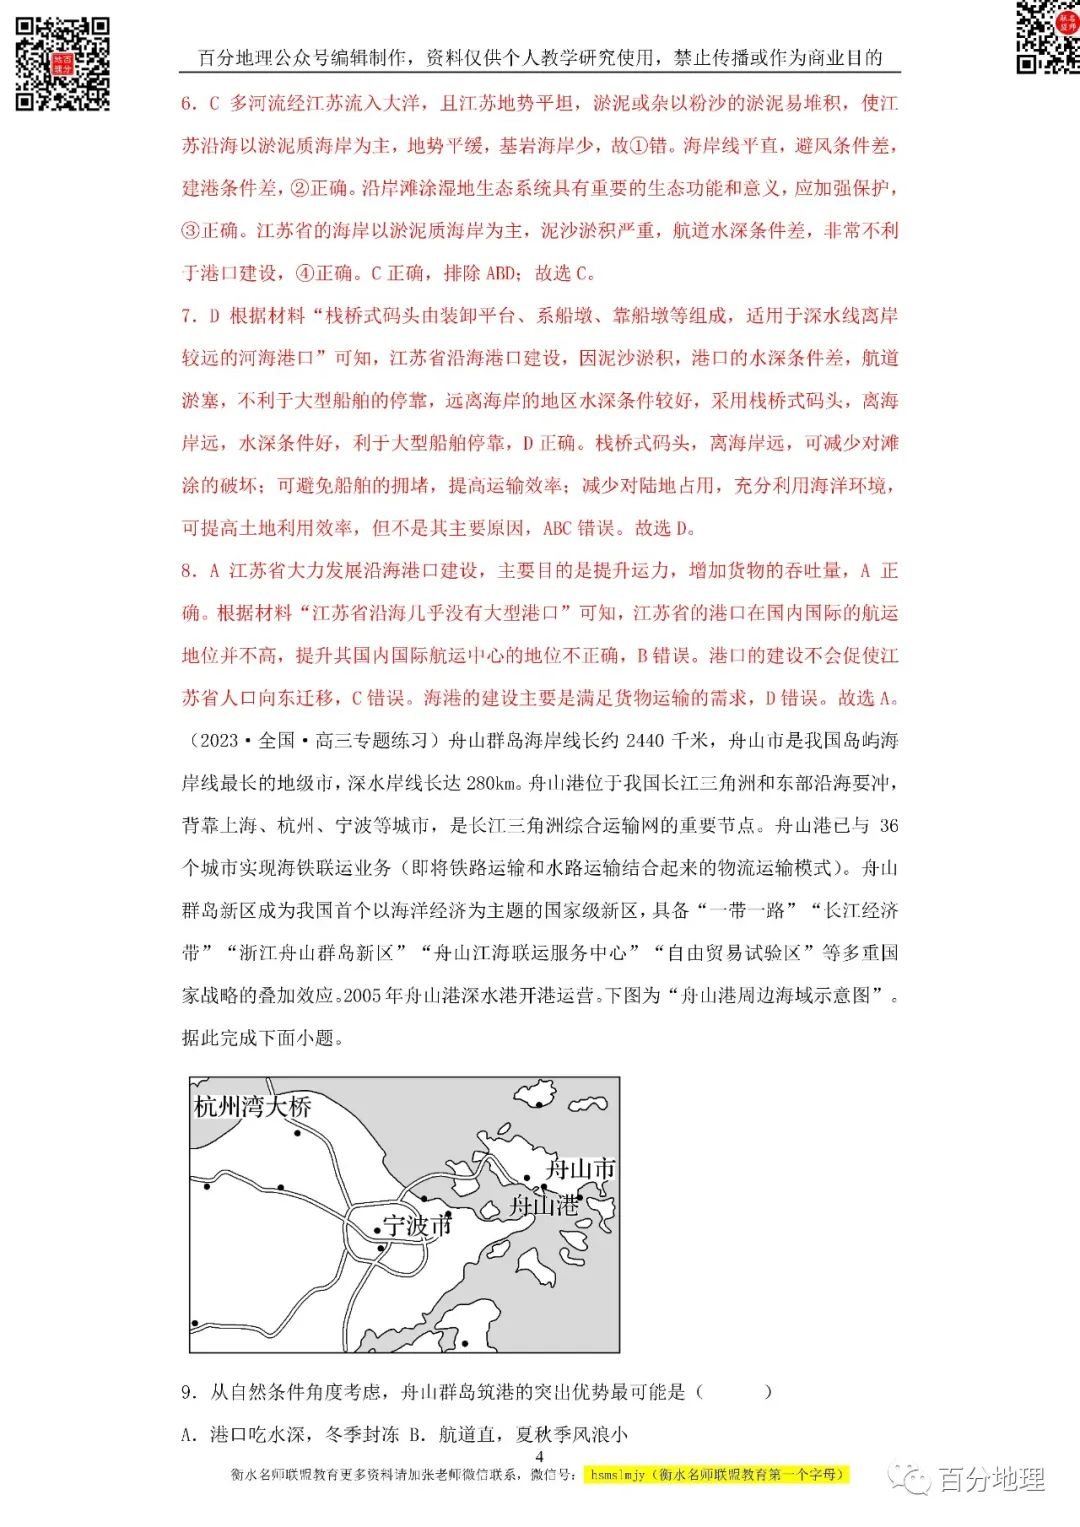 百分地理公众号编辑制作，资料仅供个人教学研究使用，禁止传播或作为商业目的
6. C 多河流经江苏流入大洋，且江苏地势平坦，淤泥或杂以粉沙的淤泥易堆积，使江
苏沿海以淤泥质海岸为主，地势平缓，基岩海岸少，故①错。海岸线平直，避风条件差，
建港条件差，②正确。沿岸滩涂湿地生态系统具有重要的生态功能和意义，应加强保护，
③正确。江苏省的海岸以淤泥质海岸为主，泥沙淤积严重，航道水深条件差，非常不利
于港口建设，④正确。C正确，排除ABD；故选C。
7. D 根据材料“栈桥式码头由装卸平台、系船墩、靠船墩等组成，适用于深水线离岸
较远的河海港口”可知，江苏省沿海港口建设，因泥沙淤积，港口的水深条件差，航道
淤塞，不利于大型船舶的停靠，远离海岸的地区水深条件较好，采用栈桥式码头，离海
岸远，水深条件好，利于大型船舶停靠，D正确。栈桥式码头，离海岸远，可减少对滩
涂的破坏；可避免船舶的拥堵，提高运输效率；减少对陆地占用，充分利用海洋环境，
可提高土地利用效率，但不是其主要原因，ABC错误。故选D。
8. A 江苏省大力发展沿海港口建设，主要目的是提升运力，增加货物的吞吐量，A 正
确。根据材料“江苏省沿海几乎没有大型港口”可知，江苏省的港口在国内国际的航运
地位并不高，提升其国内国际航运中心的地位不正确，B错误。港口的建设不会促使江
苏省人口向东迁移，C错误。海港的建设主要是满足货物运输的需求，D错误。故选A。
（2023·全国·高三专题练习）舟山群岛海岸线长约 2440 千米，舟山市是我国岛屿海
岸线最长的地级市，深水岸线长达280km。舟山港位于我国长江三角洲和东部沿海要冲，
背靠上海、杭州、宁波等城市，是长江三角洲综合运输网的重要节点。舟山港已与 36
个城市实现海铁联运业务（即将铁路运输和水路运输结合起来的物流运输模式）。舟山
群岛新区成为我国首个以海洋经济为主题的国家级新区，具备“一带一路”“长江经济
带”“浙江舟山群岛新区”“舟山江海联运服务中心”“自由贸易试验区”等多重国
家战略的叠加效应。2005年舟山港深水港开港运营。下图为“舟山港周边海域示意图”。
据此完成下面小题。
杭州湾大桥
舟山市
舟山港
宁波市
9. 从自然条件角度考虑，舟山群岛筑港的突出优势最可能是（　　）
A. 港口吃水深，冬季封冻 B. 航道直，夏秋季风浪小
4
衡水名师联盟教育更多资料请加张老师微信联系，微信号： hsmslmjy（衡水名师联盟教育第一个字母）
百分地理